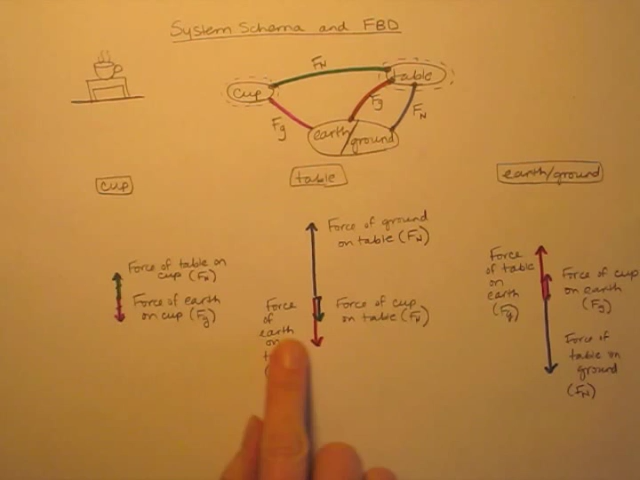 System Schema and FBD
FN
cup
table
Fg
Fg
FN
earth/ground
cup
table
earth/ground
Force of table on
cup (FN)
Force of earth
on cup (Fg)
Force of ground
on table (FN)
Force
of
earth
on
Force of cup
on table (FN)
Force
of table
on
earth
(Fg)
Force of cup
on earth
(Fg)
Force of
table on
ground
(FN)